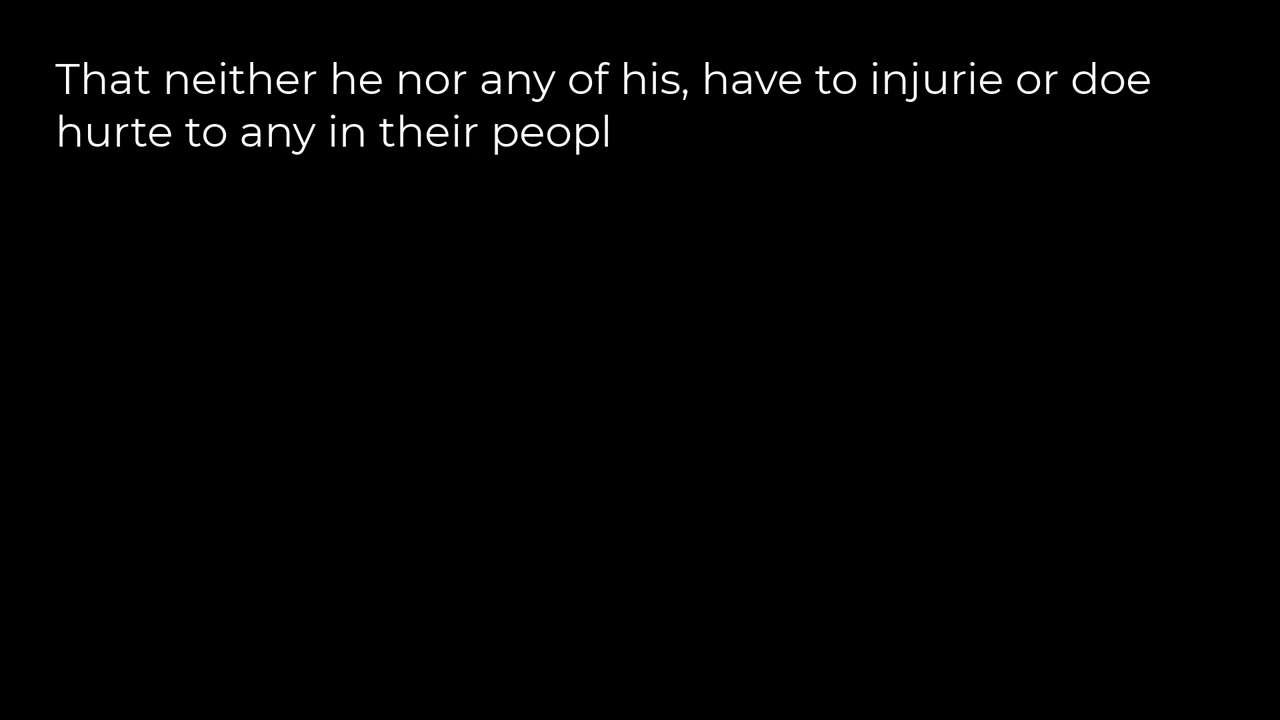 That neither he nor any of his, have to injurie or doe
hurte to any in their peopl